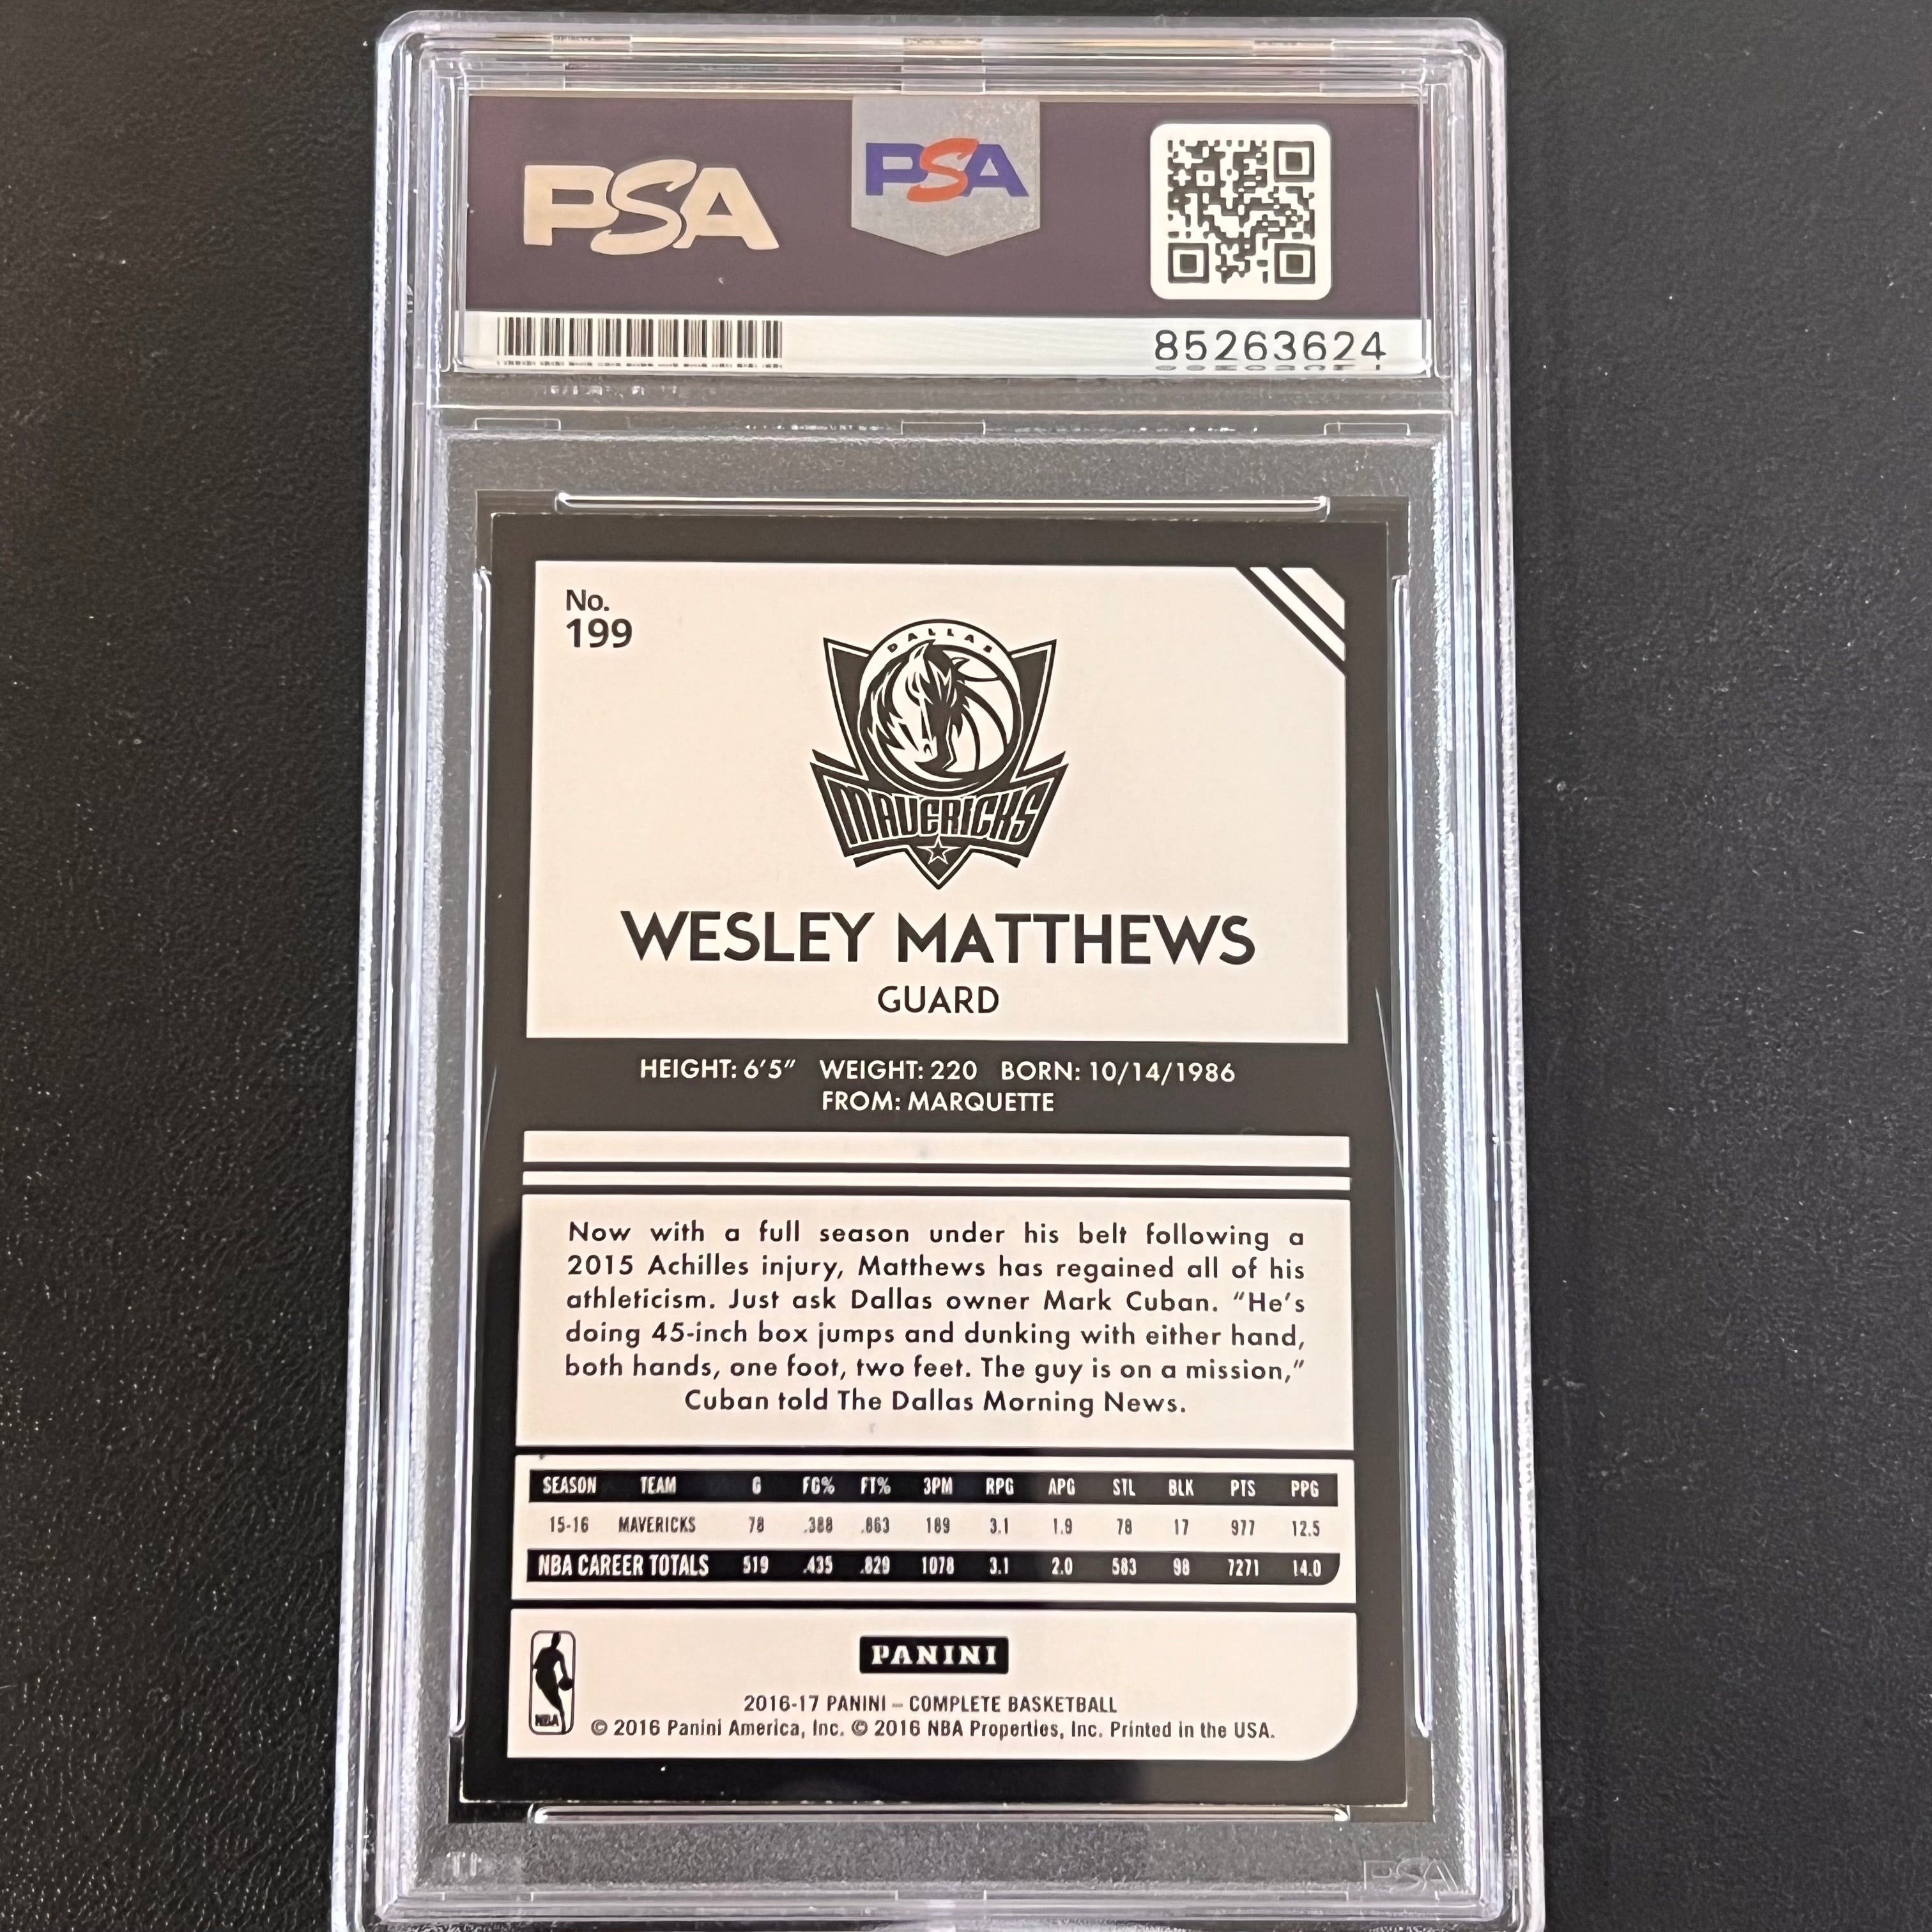 PSA
PSA
85263624
No.
199
DALLAS
MAVERICKS
WESLEY MATTHEWS
GUARD
HEIGHT: 6'5" WEIGHT: 220 BORN: 10/14/1986
FROM: MARQUETTE
Now with a full season under his belt following a
2015 Achilles injury, Matthews has regained all of his
athleticism. Just ask Dallas owner Mark Cuban. "He's
doing 45-inch box jumps and dunking with either hand,
both hands, one foot, two feet. The guy is on a mission,"
Cuban told The Dallas Morning News.
SEASON TEAM G FG% FT% 3PM RPG APG STL BLK PTS PPG
15-16 MAVERICKS 78 .388 .863 189 3.1 1.9 78 17 977 12.5
NBA CAREER TOTALS 519 .435 .829 1078 3.1 2.0 583 98 7271 14.0
PANINI
NBA
2016-17 PANINI – COMPLETE BASKETBALL
© 2016 Panini America, Inc. © 2016 NBA Properties, Inc. Printed in the USA.
PSA